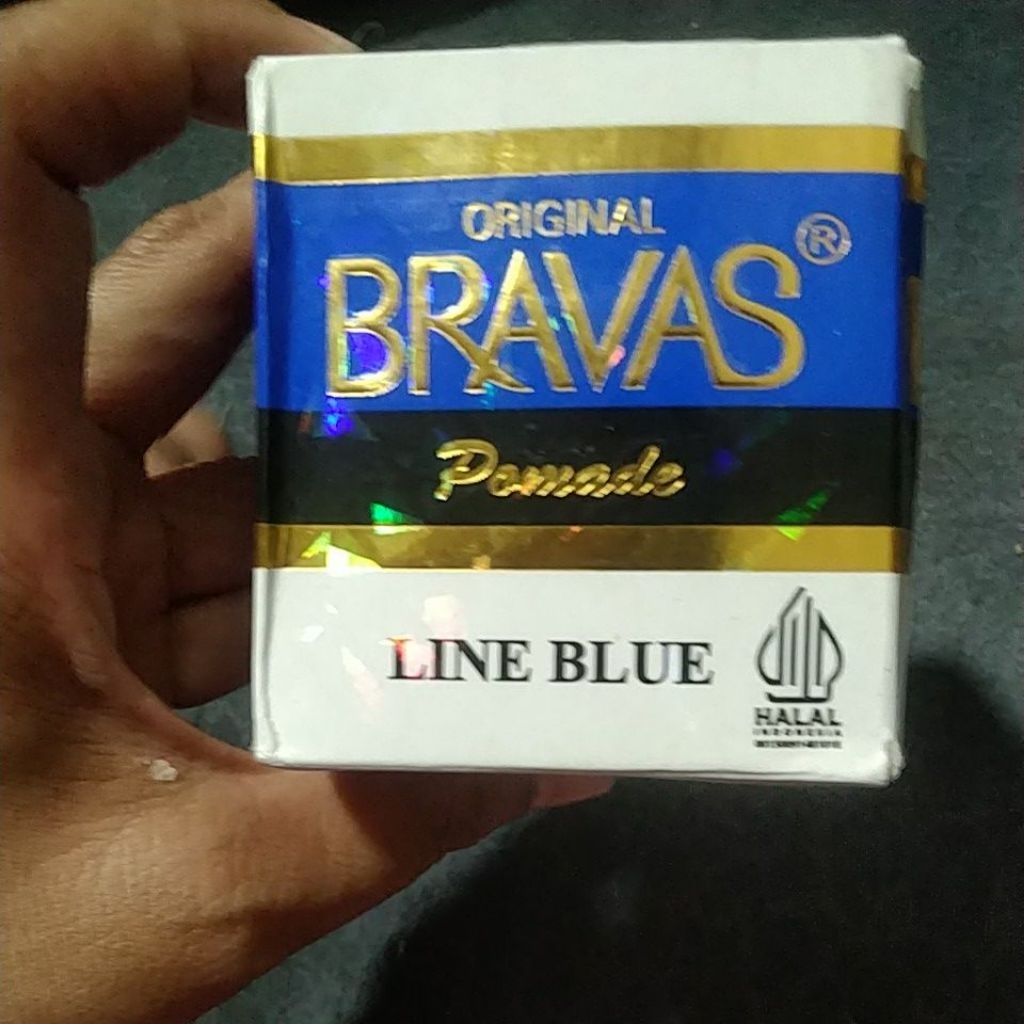 ORIGINAL
BRAVAS®
Pomade
LINE BLUE
HALAL
INDONESIA